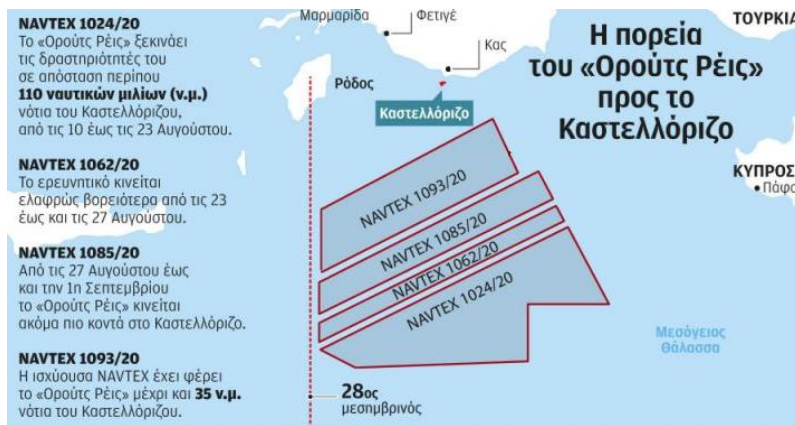 NAVTEX 1024/20
Το «Ορούτς Ρέις» ξεκινάει
τις δραστηριότητές του
σε απόσταση περίπου
110 ναυτικών μιλίων (ν.μ.)
νότια του Καστελλόριζου,
από τις 10 έως τις 23 Αυγούστου.
NAVTEX 1062/20
Το ερευνητικό κινείται
ελαφρώς βορειότερα από τις 23
έως και τις 27 Αυγούστου.
NAVTEX 1085/20
Από τις 27 Αυγούστου έως
και την 1η Σεπτεμβρίου
το «Ορούτς Ρέις» κινείται
ακόμα πιο κοντά στο Καστελλόριζο.
NAVTEX 1093/20
Η ισχύουσα NAVTEX έχει φέρει
το «Ορούτς Ρέις» μέχρι και 35 ν.μ.
νότια του Καστελλόριζου.
Μαρμαρίδα
Φετιγέ
Κας
Ρόδος
Καστελλόριζο
Η πορεία
του «Ορούτς Ρέις»
προς το
Καστελλόριζο
ΤΟΥΡΚΙΑ
ΚΥΠΡΟΣ
Πάφο
NAVTEX 1093/20
NAVTEX 1085/20
NAVTEX 1062/20
NAVTEX 1024/20
Μεσόγειος
Θάλασσα
28ος
μεσημβρινός